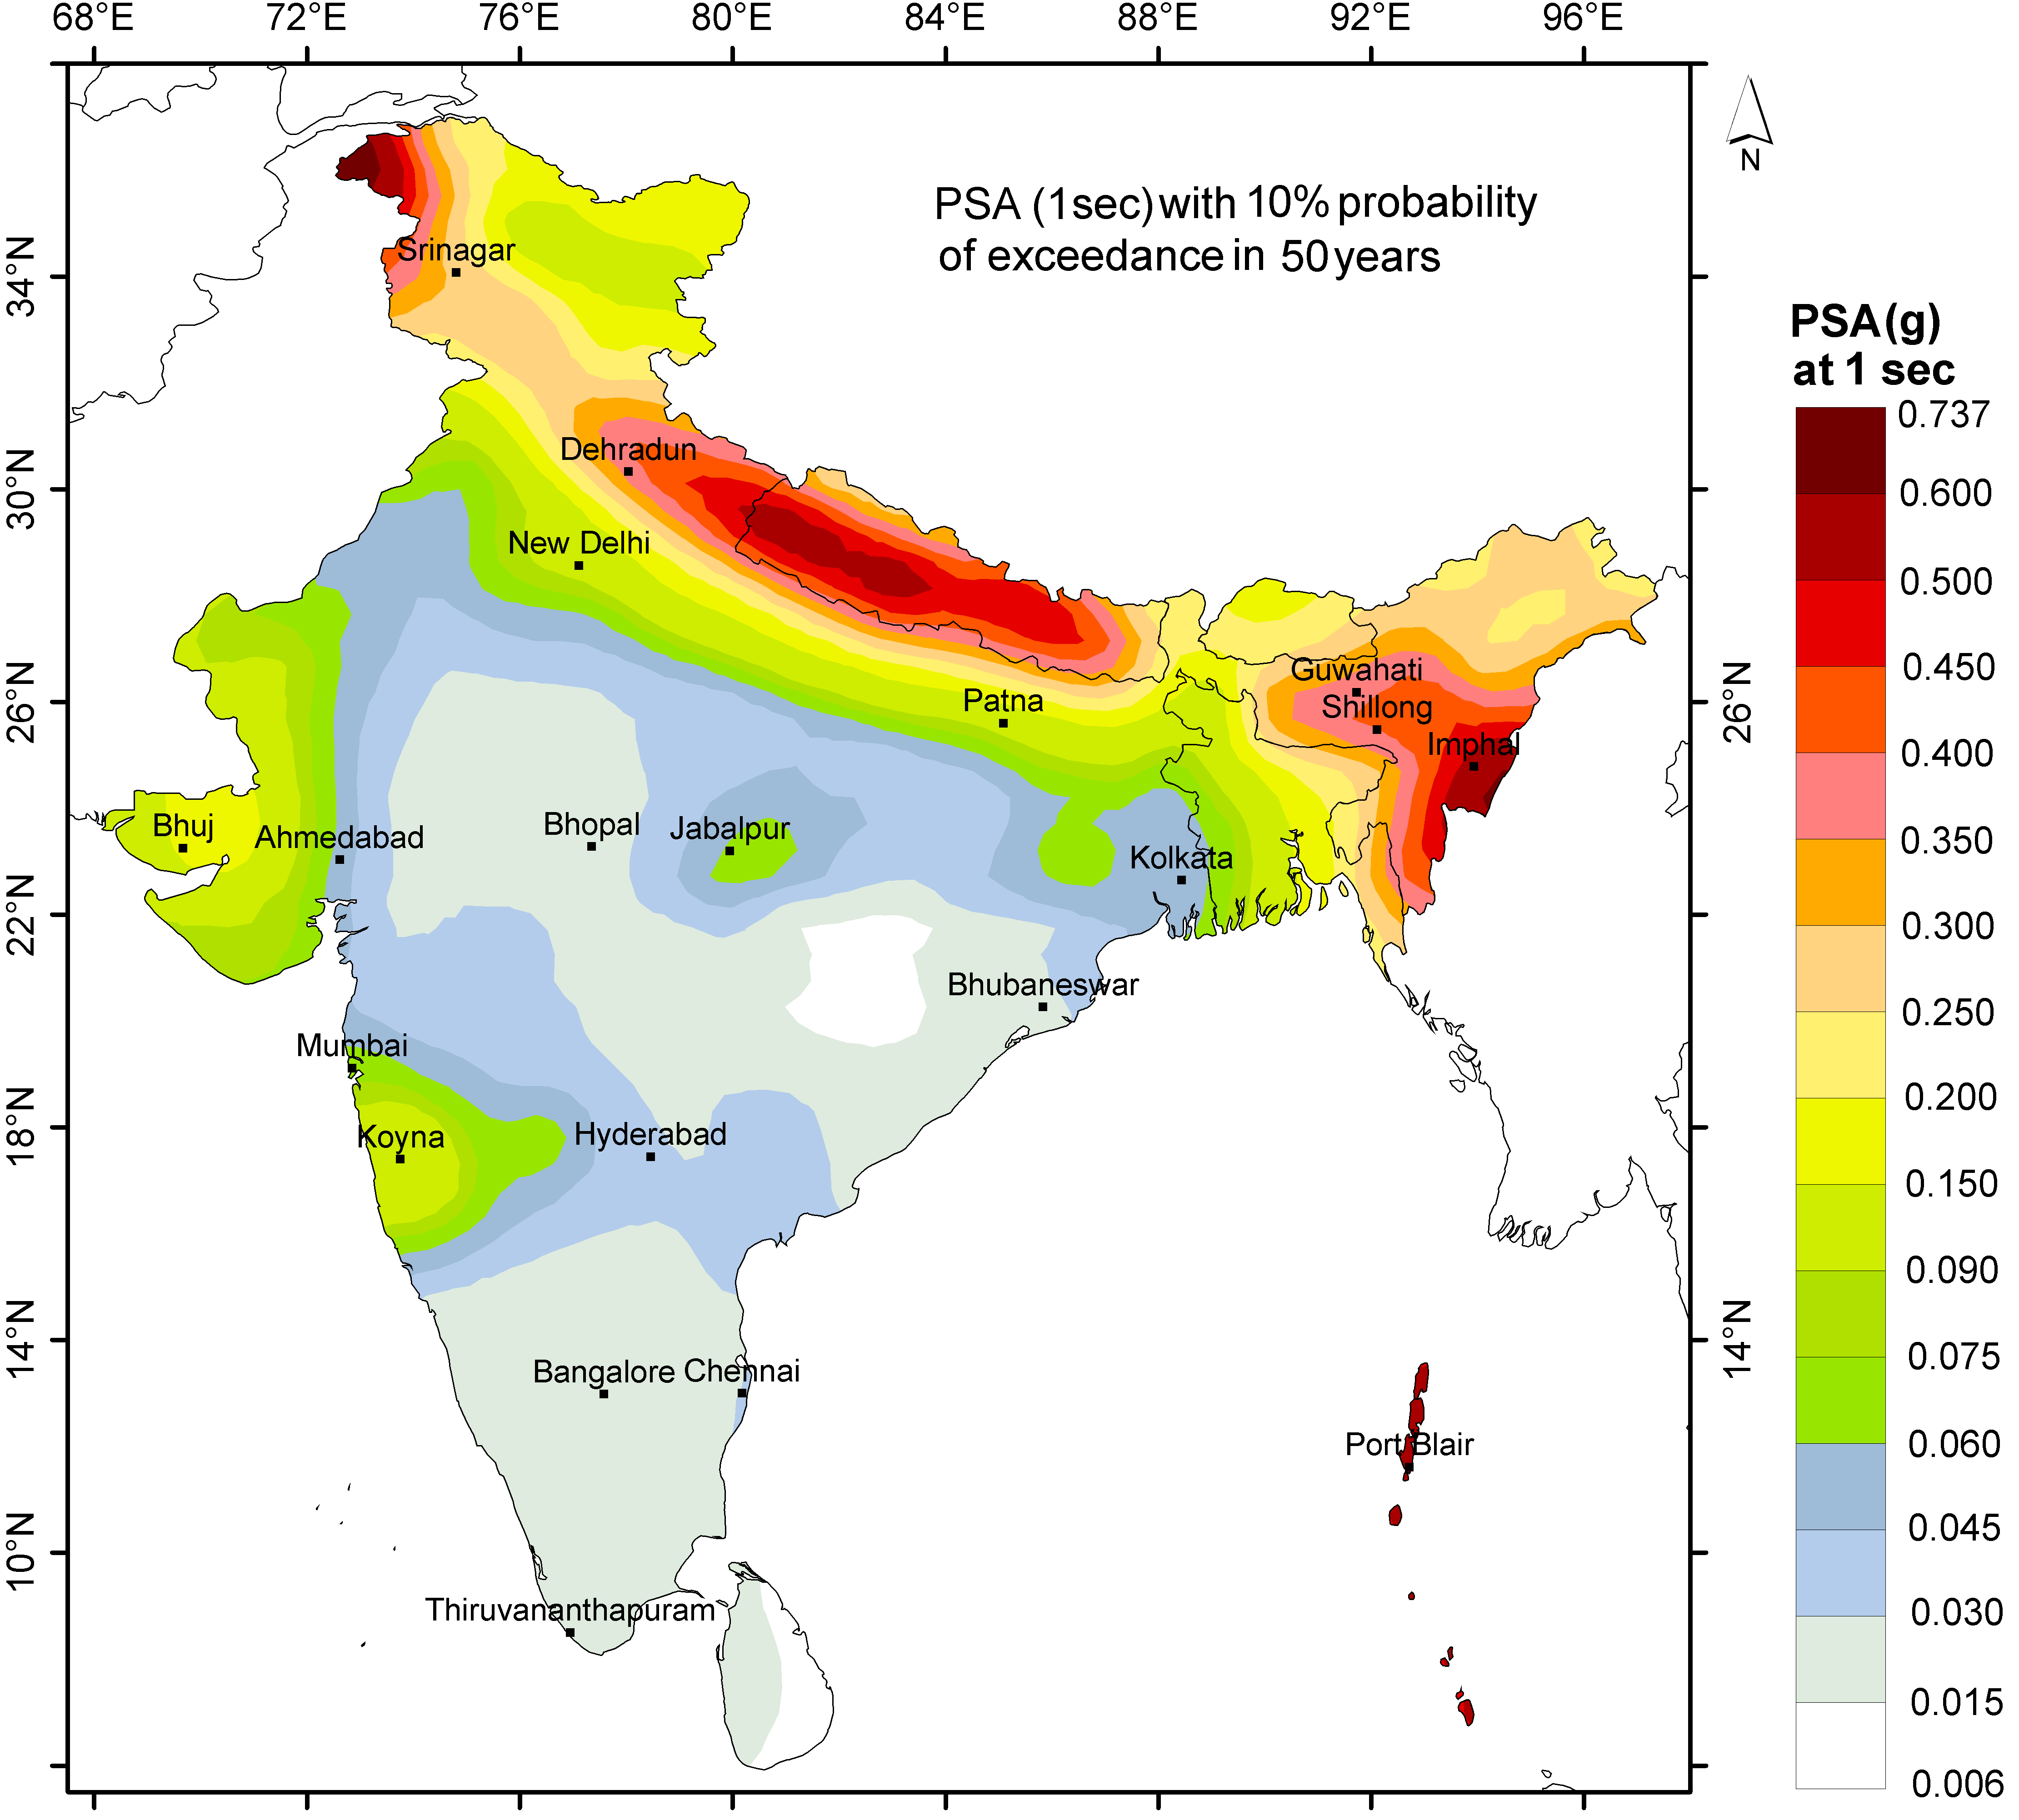 68°E 72°E 76°E 80°E 84°E 88°E 92°E 96°E
N
PSA (1sec) with 10% probability
of exceedance in 50 years
34°N
30°N
26°N
22°N
18°N
14°N
10°N
26°N
14°N
Srinagar
Dehradun
New Delhi
Guwahati
Patna
Shillong
Imphal
Bhuj
Ahmedabad
Bhopal
Jabalpur
Kolkata
Bhubaneswar
Mumbai
Koyna
Hyderabad
Bangalore Chennai
Port Blair
Thiruvananthapuram
PSA (g)
at 1 sec
0.737
0.600
0.500
0.450
0.400
0.350
0.300
0.250
0.200
0.150
0.090
0.075
0.060
0.045
0.030
0.015
0.006